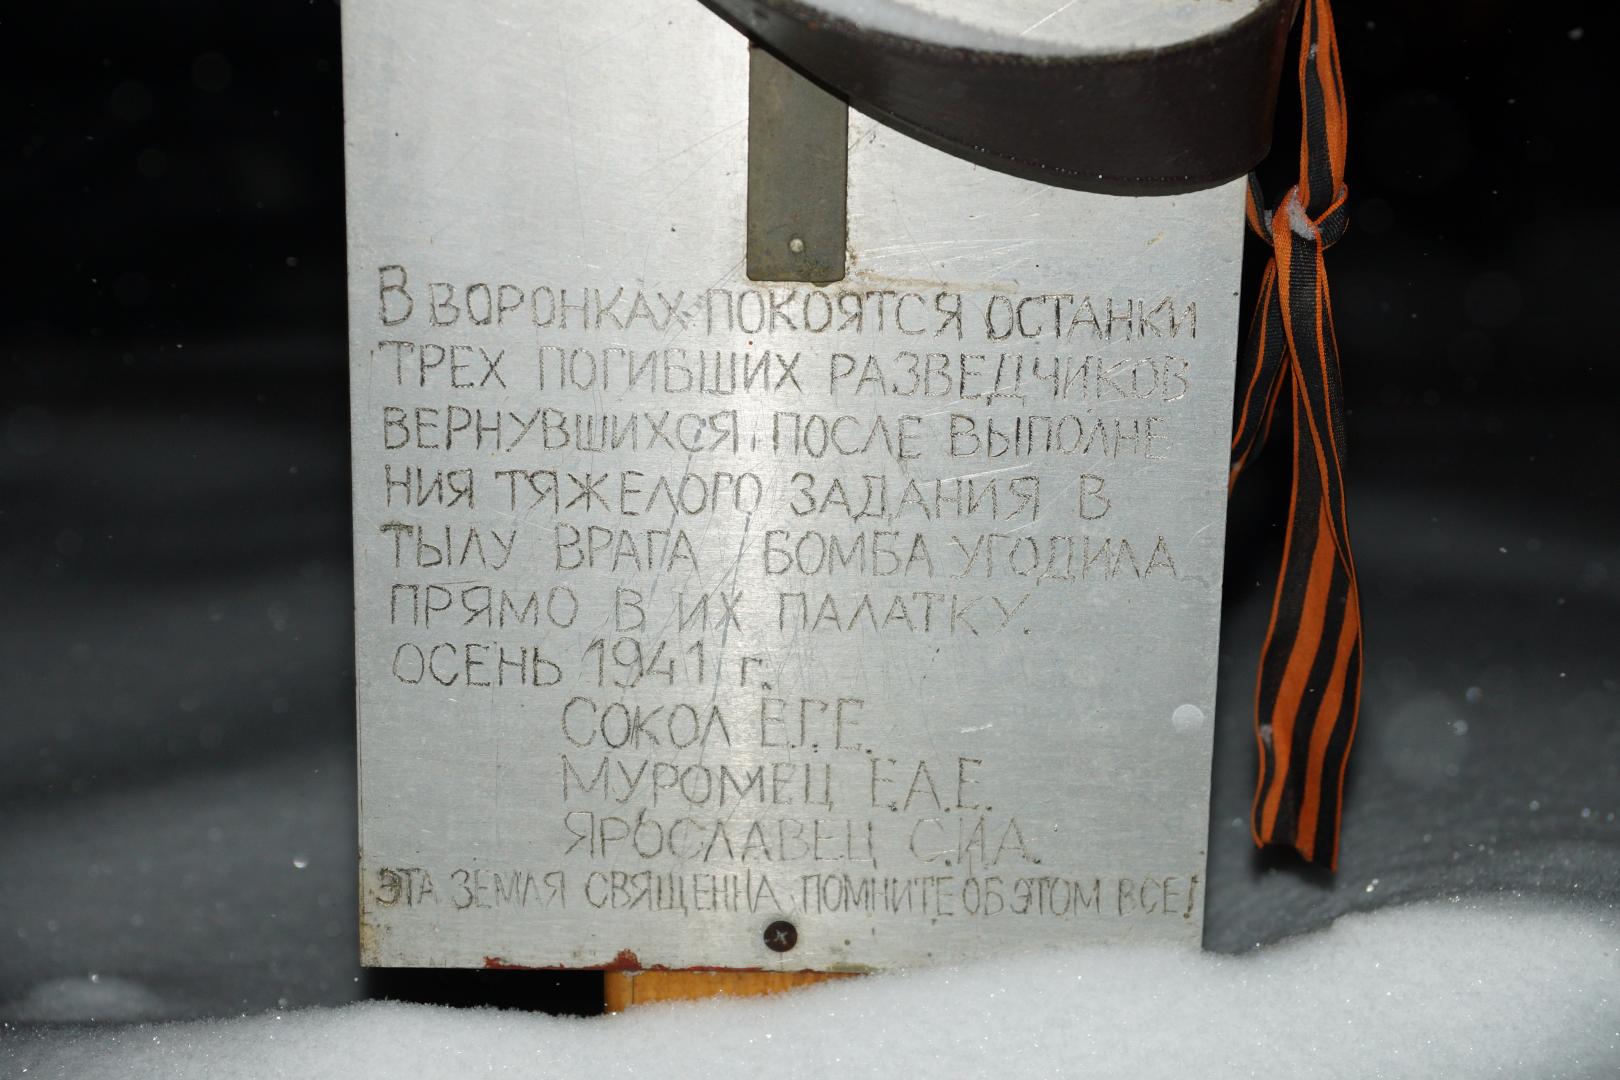 В ВОРОНКАХ ПОКОЯТСЯ ОСТАНКИ
ТРЕХ ПОГИБШИХ РАЗВЕДЧИКОВ
ВЕРНУВШИХСЯ ПОСЛЕ ВЫПОЛНЕ
НИЯ ТЯЖЕЛОГО ЗАДАНИЯ В
ТЫЛУ ВРАГА БОМБА УГОДИЛА
ПРЯМО В ИХ ПАЛАТКУ.
ОСЕНЬ 1941 г.
СОКОЛ Е.Г.Е.
МУРОМЕЦ Е.А.Е.
ЯРОСЛАВЕЦ С.И.А.
ЭТА ЗЕМЛЯ СВЯЩЕННА, ПОМНИТЕ ОБ ЭТОМ ВСЕ!